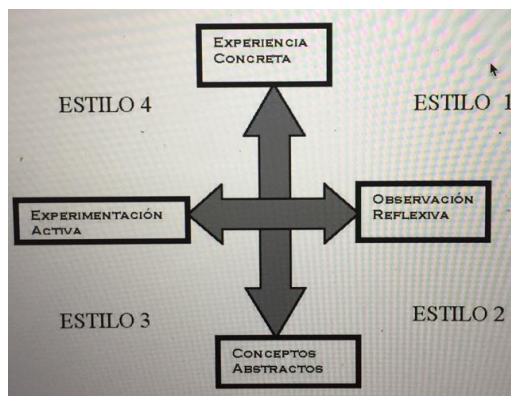 EXPERIENCIA
CONCRETA
ESTILO 4
ESTILO 1
EXPERIMENTACIÓN
ACTIVA
OBSERVACIÓN
REFLEXIVA
ESTILO 3
ESTILO 2
CONCEPTOS
ABSTRACTOS